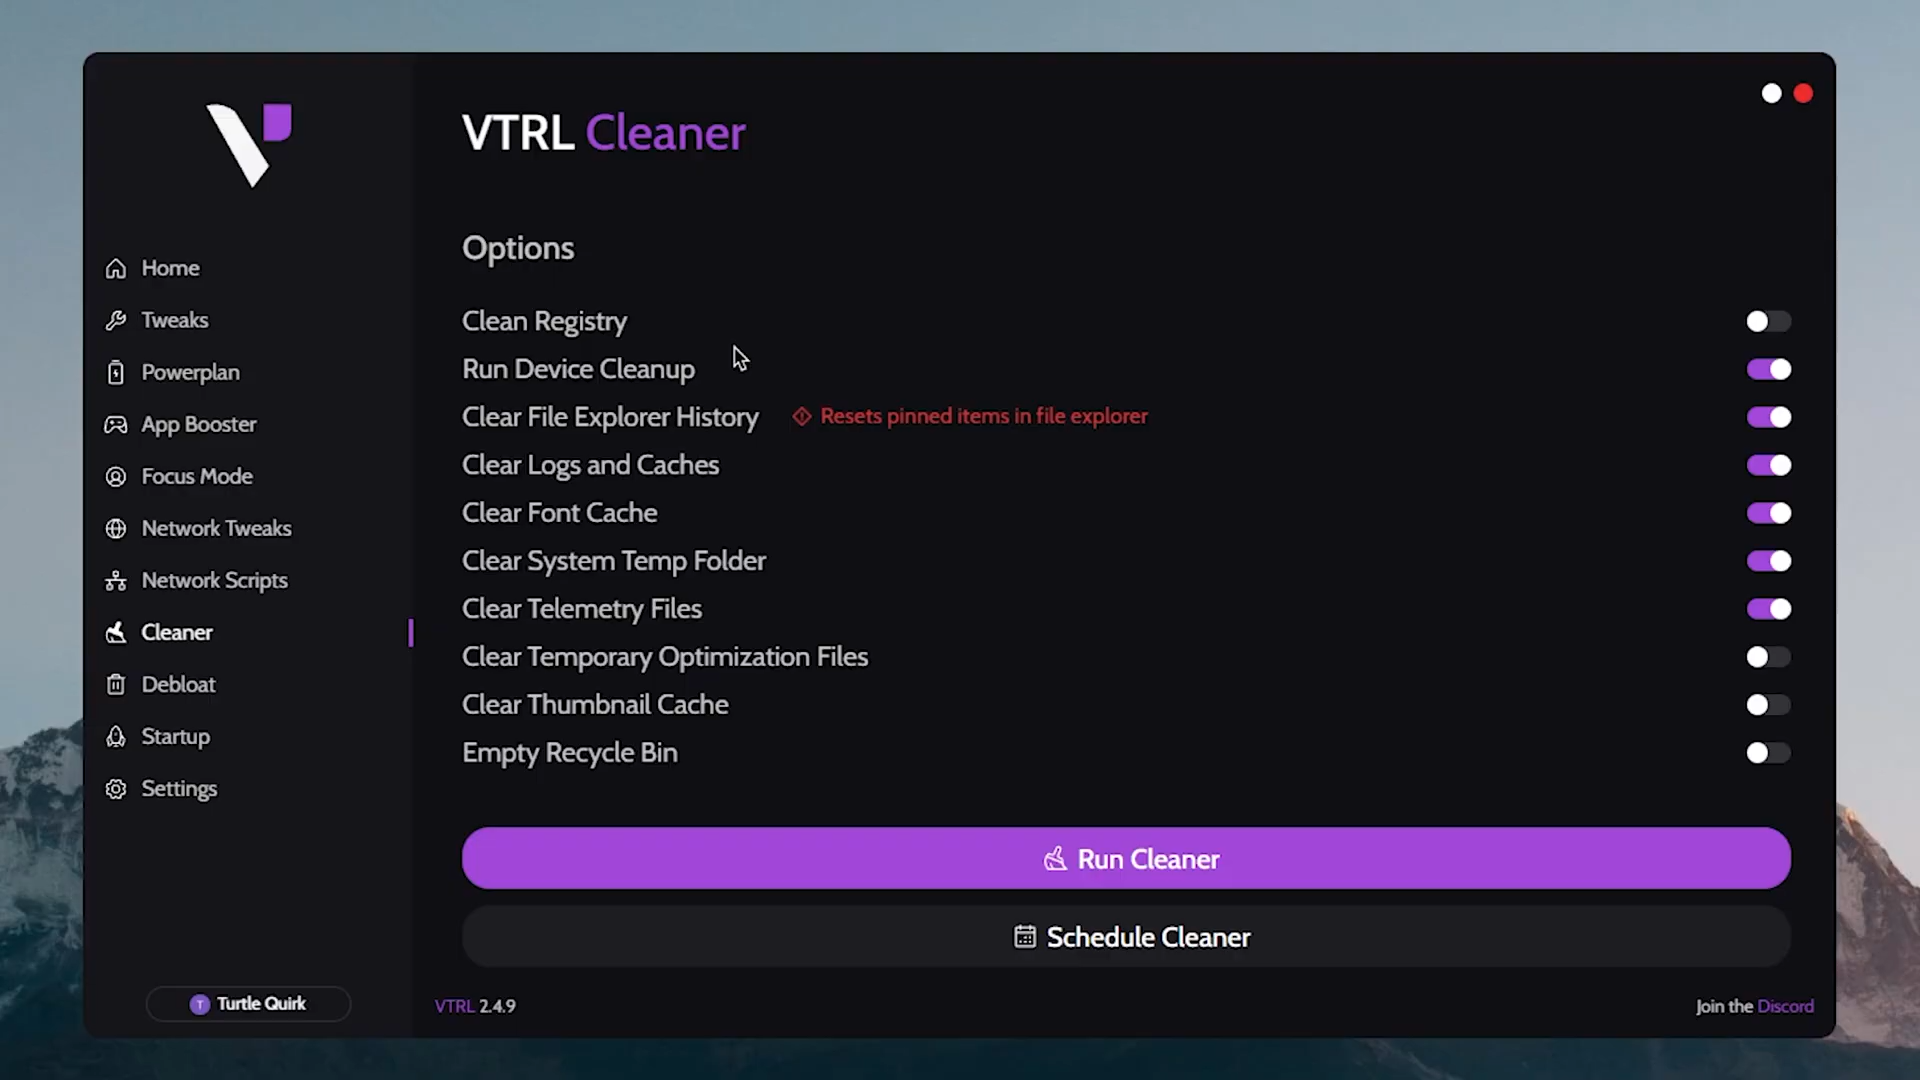 VTRL Cleaner
Options
Home
Tweaks
Powerplan
App Booster
Focus Mode
Network Tweaks
Network Scripts
Cleaner
Debloat
Startup
Settings
Clean Registry
Run Device Cleanup
Clear File Explorer History Resets pinned items in file explorer
Clear Logs and Caches
Clear Font Cache
Clear System Temp Folder
Clear Telemetry Files
Clear Temporary Optimization Files
Clear Thumbnail Cache
Empty Recycle Bin
Run Cleaner
Schedule Cleaner
T Turtle Quirk
VTRL 2.4.9
Join the Discord